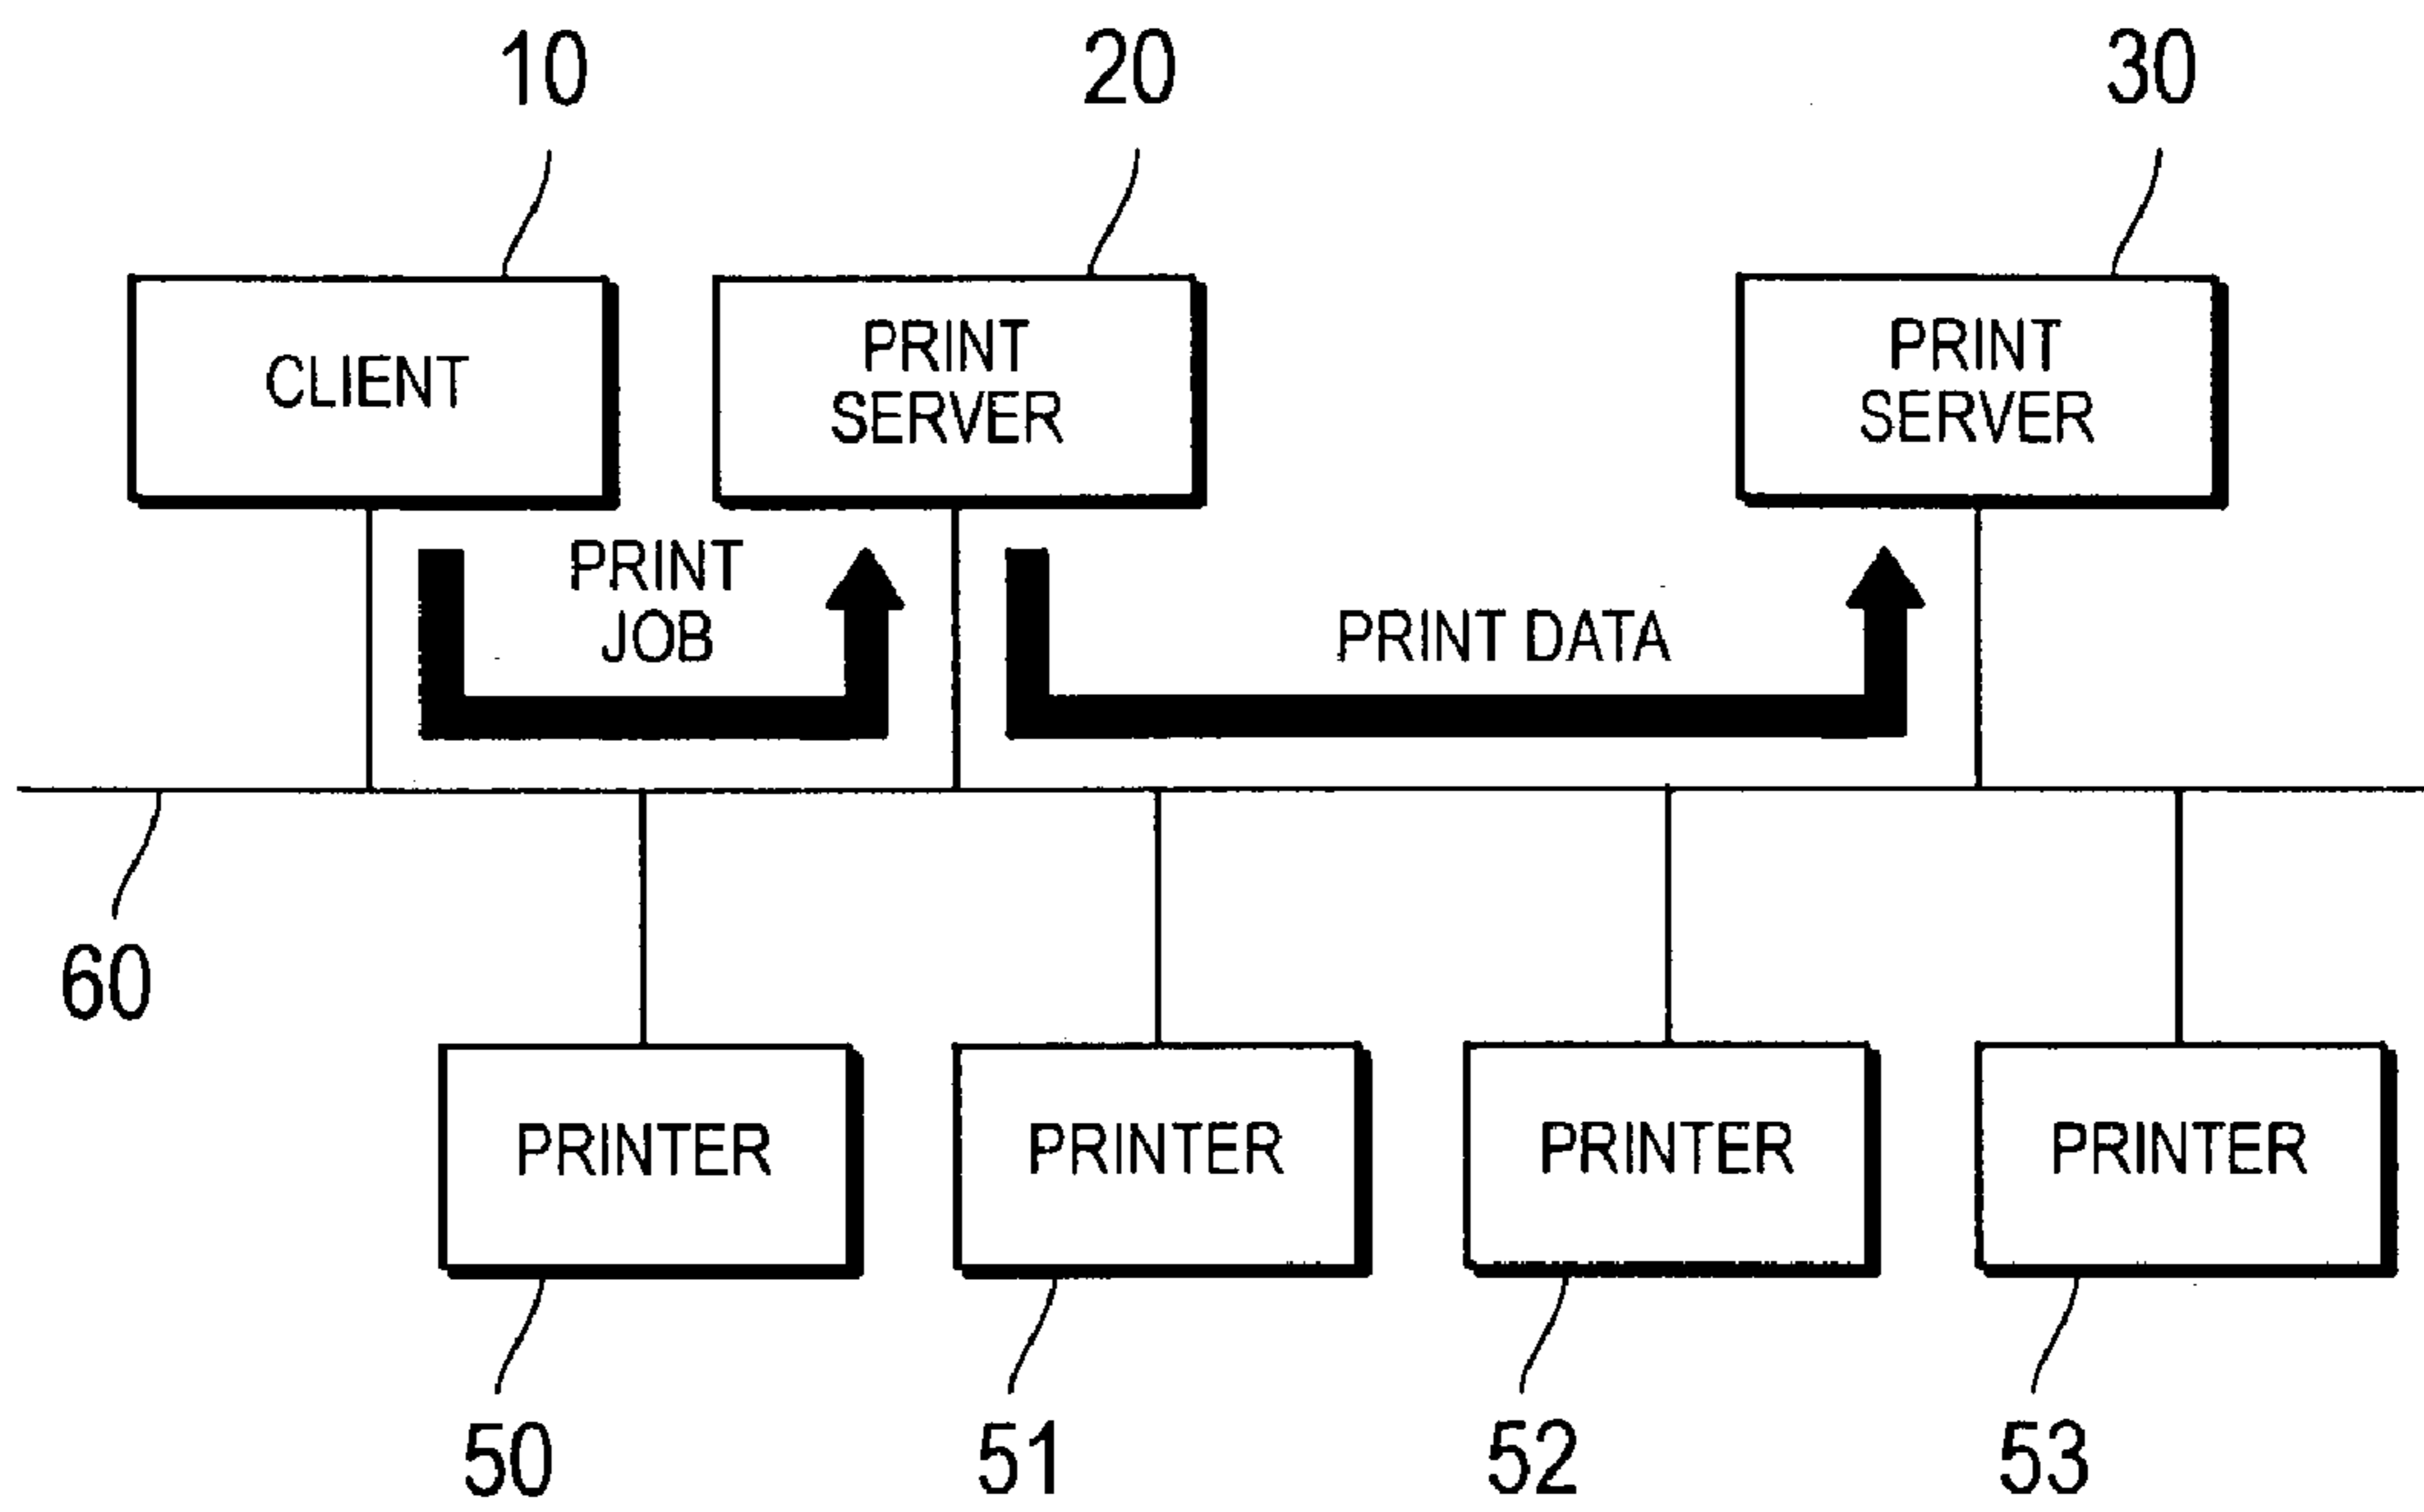 10
20
30
CLIENT
PRINT
SERVER
PRINT
SERVER
PRINT
JOB
PRINT DATA
60
PRINTER
PRINTER
PRINTER
PRINTER
50
51
52
53